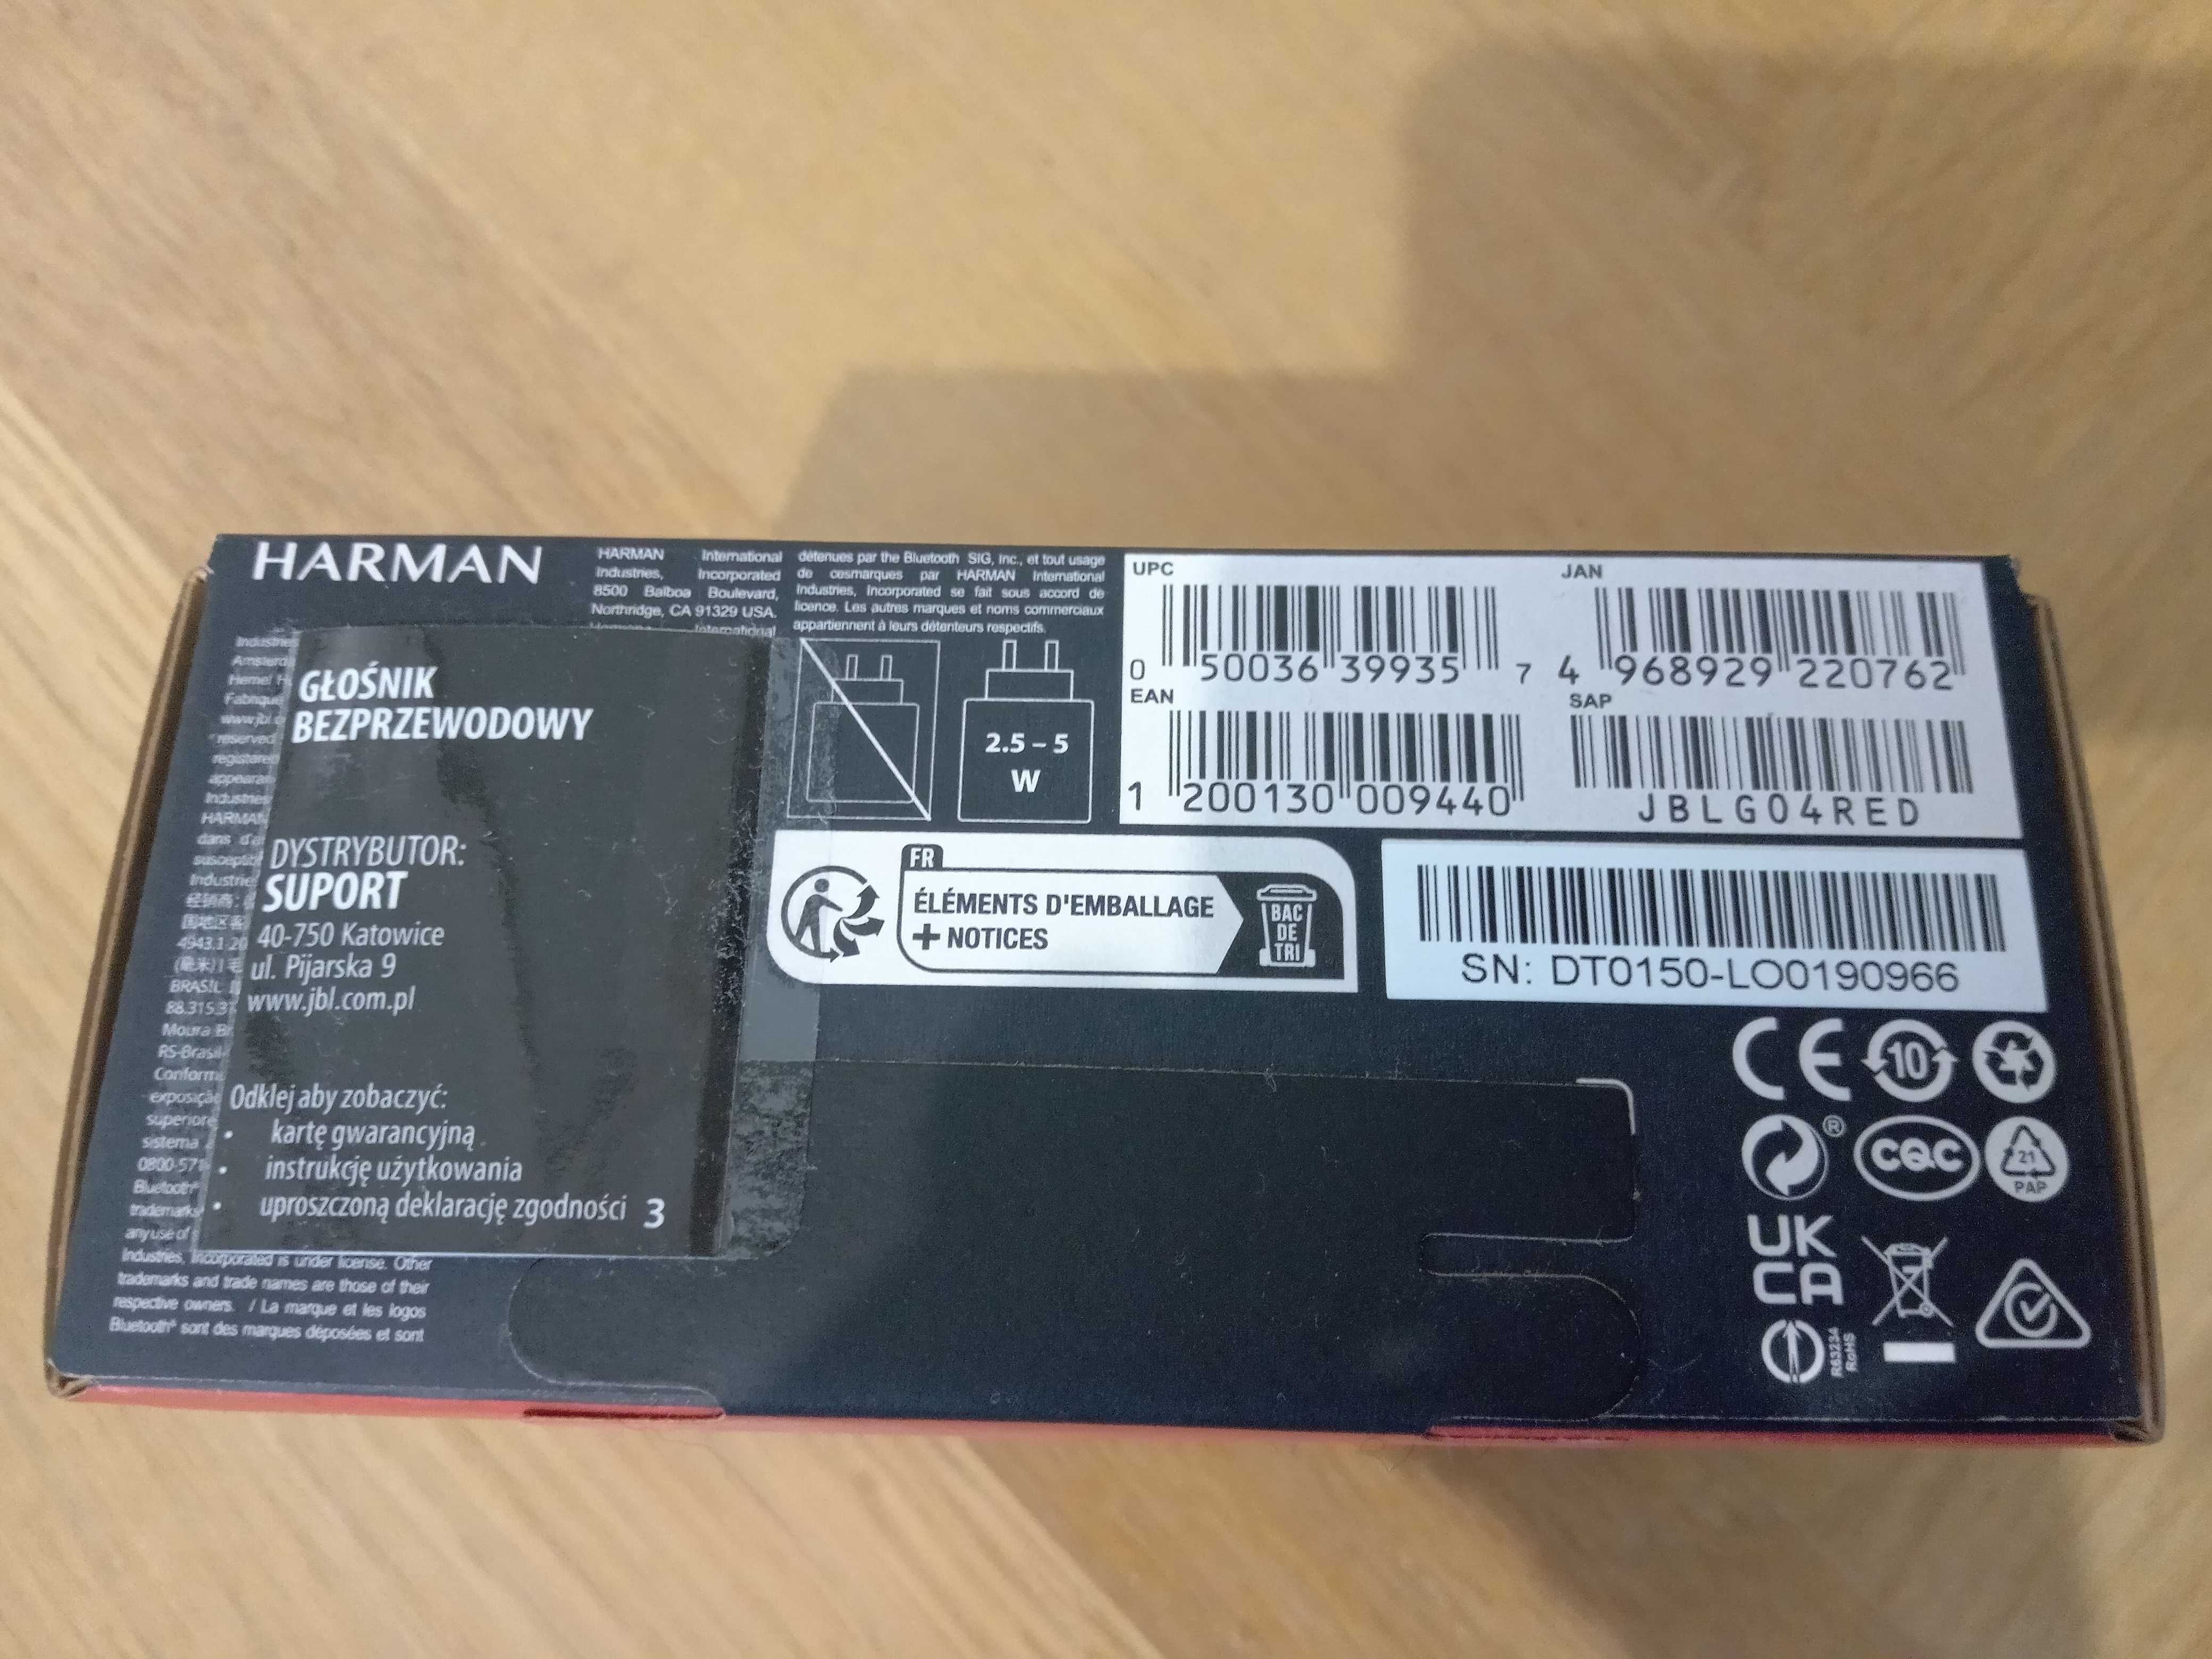 HARMAN
HARMAN International
Industries, Incorporated
8500 Balboa Boulevard,
Northridge, CA 91329 USA.
International
détenues par the Bluetooth SIG, Inc., et tout usage
de cesmarques par HARMAN International
Industries, Incorporated se fait sous accord de
licence. Les autres marques et noms commerciaux
appartiennent à leurs détenteurs respectifs.
GŁOŚNIK
BEZPRZEWODOWY
DYSTRYBUTOR:
SUPORT
40-750 Katowice
ul. Pijarska 9
www.jbl.com.pl
Odklej aby zobaczyć:
• kartę gwarancyjną
• instrukcję użytkowania
• uproszczoną deklarację zgodności 3
Industries, Incorporated is under license. Other
trademarks and trade names are those of their
respective owners. / La marque et les logos
Bluetooth® sont des marques déposées et sont
2.5 – 5
W
UPC
0 50036 39935 7
JAN
4 968929 220762
EAN
1 200130 009440
SAP
JBLGO4RED
FR
ÉLÉMENTS D'EMBALLAGE
+ NOTICES
BAC
DE
TRI
SN: DT0150-LO0190966
CE
10
®
CQC
21
PAP
UK
CA
R63234
RoHS